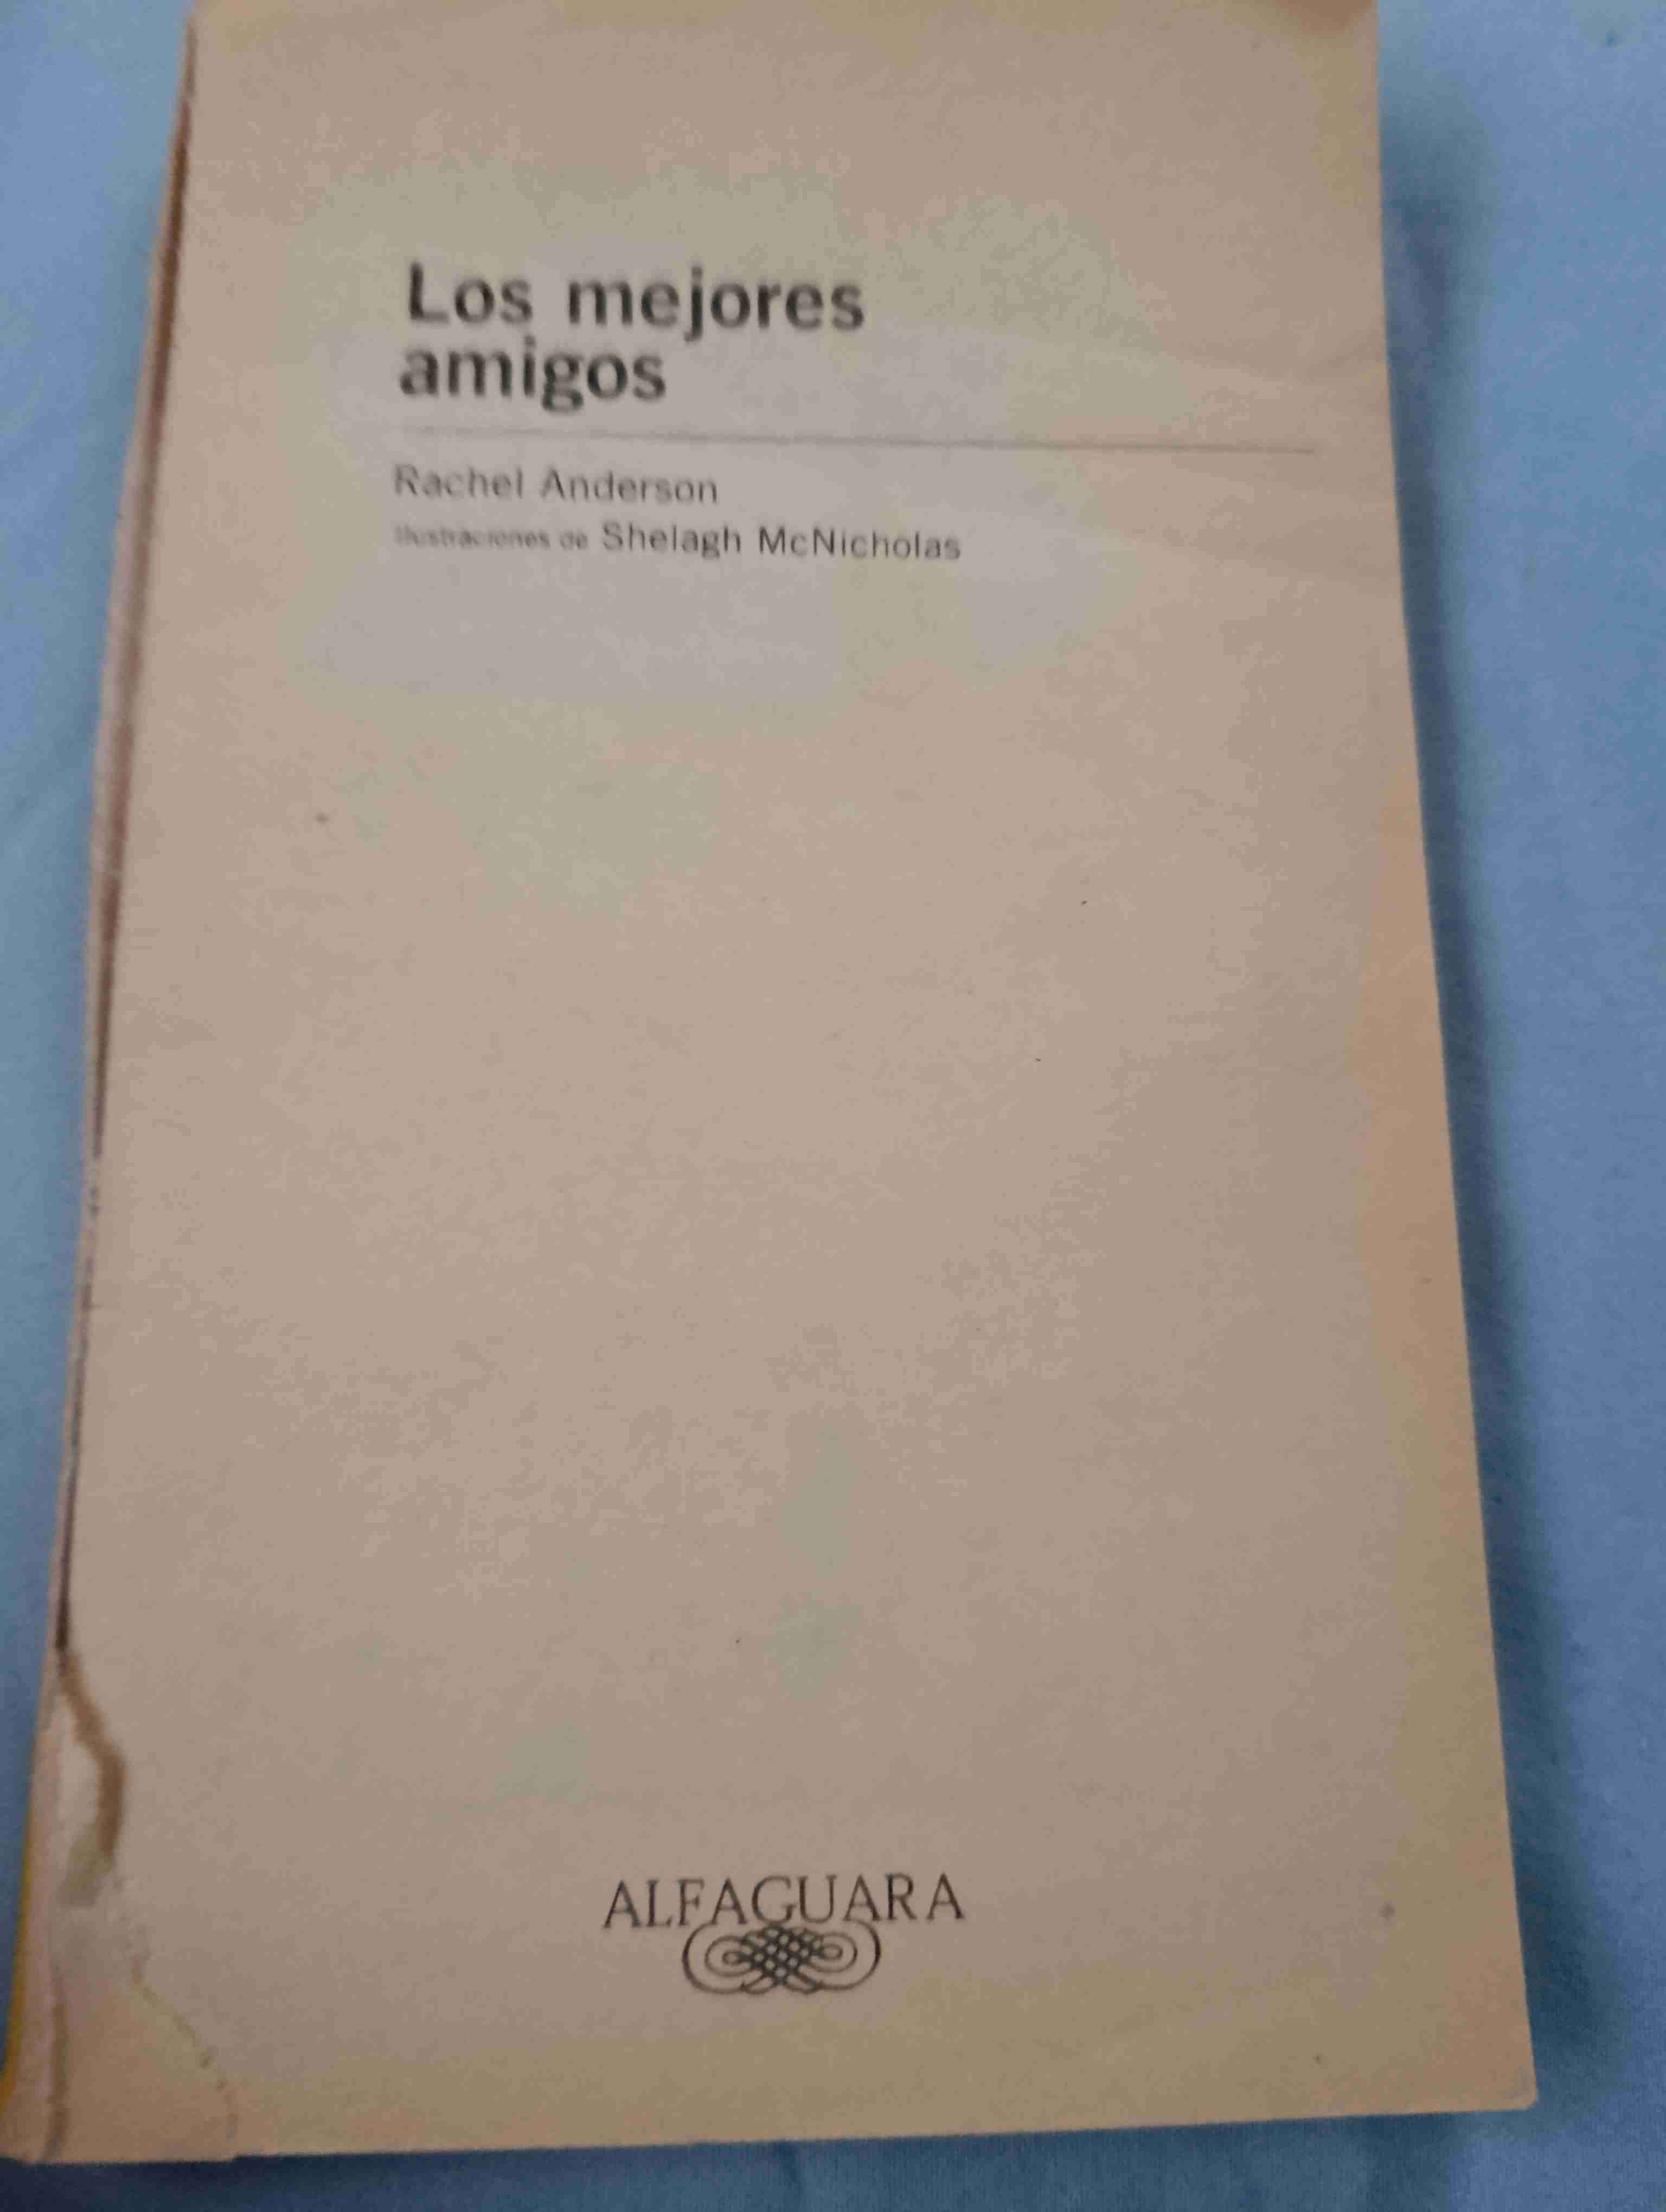 Los mejores
amigos
Rachel Anderson
Ilustraciones de Shelagh McNicholas
ALFAGUARA